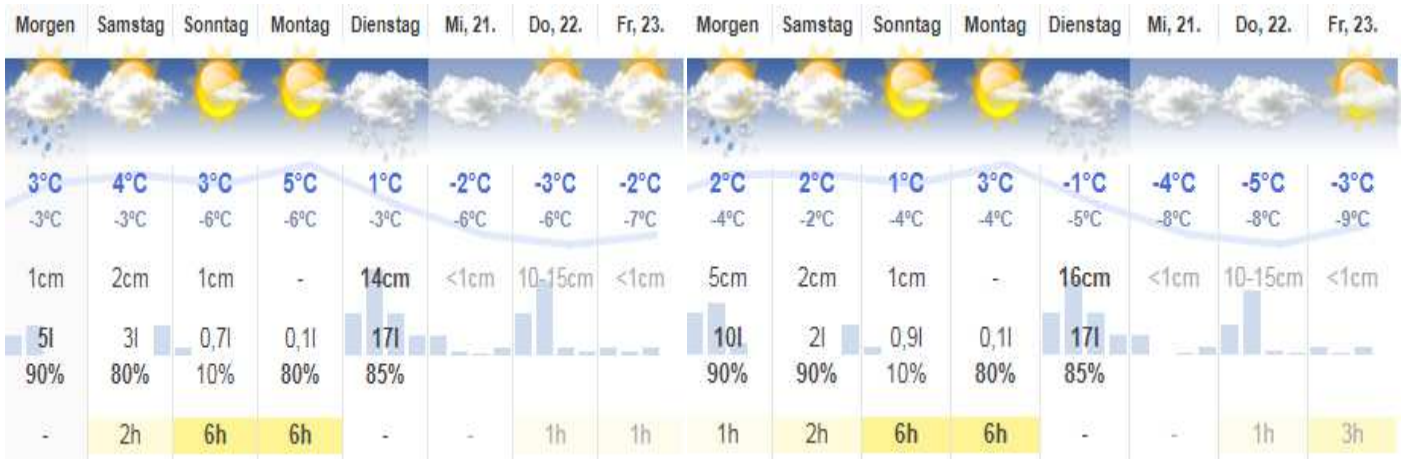 Morgen Samstag Sonntag Montag Dienstag Mi, 21. Do, 22. Fr, 23. Morgen Samstag Sonntag Montag Dienstag Mi, 21. Do, 22. Fr, 23.
3°C 4°C 3°C 5°C 1°C -2°C -3°C -2°C 2°C 2°C 1°C 3°C -1°C -4°C -5°C -3°C
-3°C -3°C -6°C -6°C -3°C -6°C -6°C -7°C -4°C -2°C -4°C -4°C -5°C -8°C -8°C -9°C
1cm 2cm 1cm - 14cm <1cm 10-15cm <1cm 5cm 2cm 1cm - 16cm <1cm 10-15cm <1cm
5l 3l 0,7l 0,1l 17l 10l 2l 0,9l 0,1l 17l
90% 80% 10% 80% 85% 90% 90% 10% 80% 85%
- 2h 6h 6h - - 1h 1h 1h 2h 6h 6h - - 1h 3h